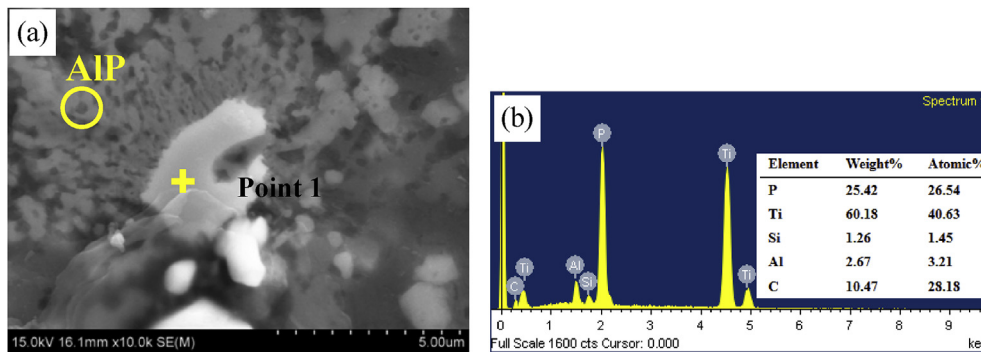 (a)
AlP
Point 1
15.0kV 16.1mm x10.0k SE(M)
5.00um
(b)
Spectrum
P
Ti
Ti
Al
Si
C
Ti
Element Weight% Atomic%
P 25.42 26.54
Ti 60.18 40.63
Si 1.26 1.45
Al 2.67 3.21
C 10.47 28.18
0 1 2 3 4 5 6 7 8 9
Full Scale 1600 cts Cursor: 0.000
ke